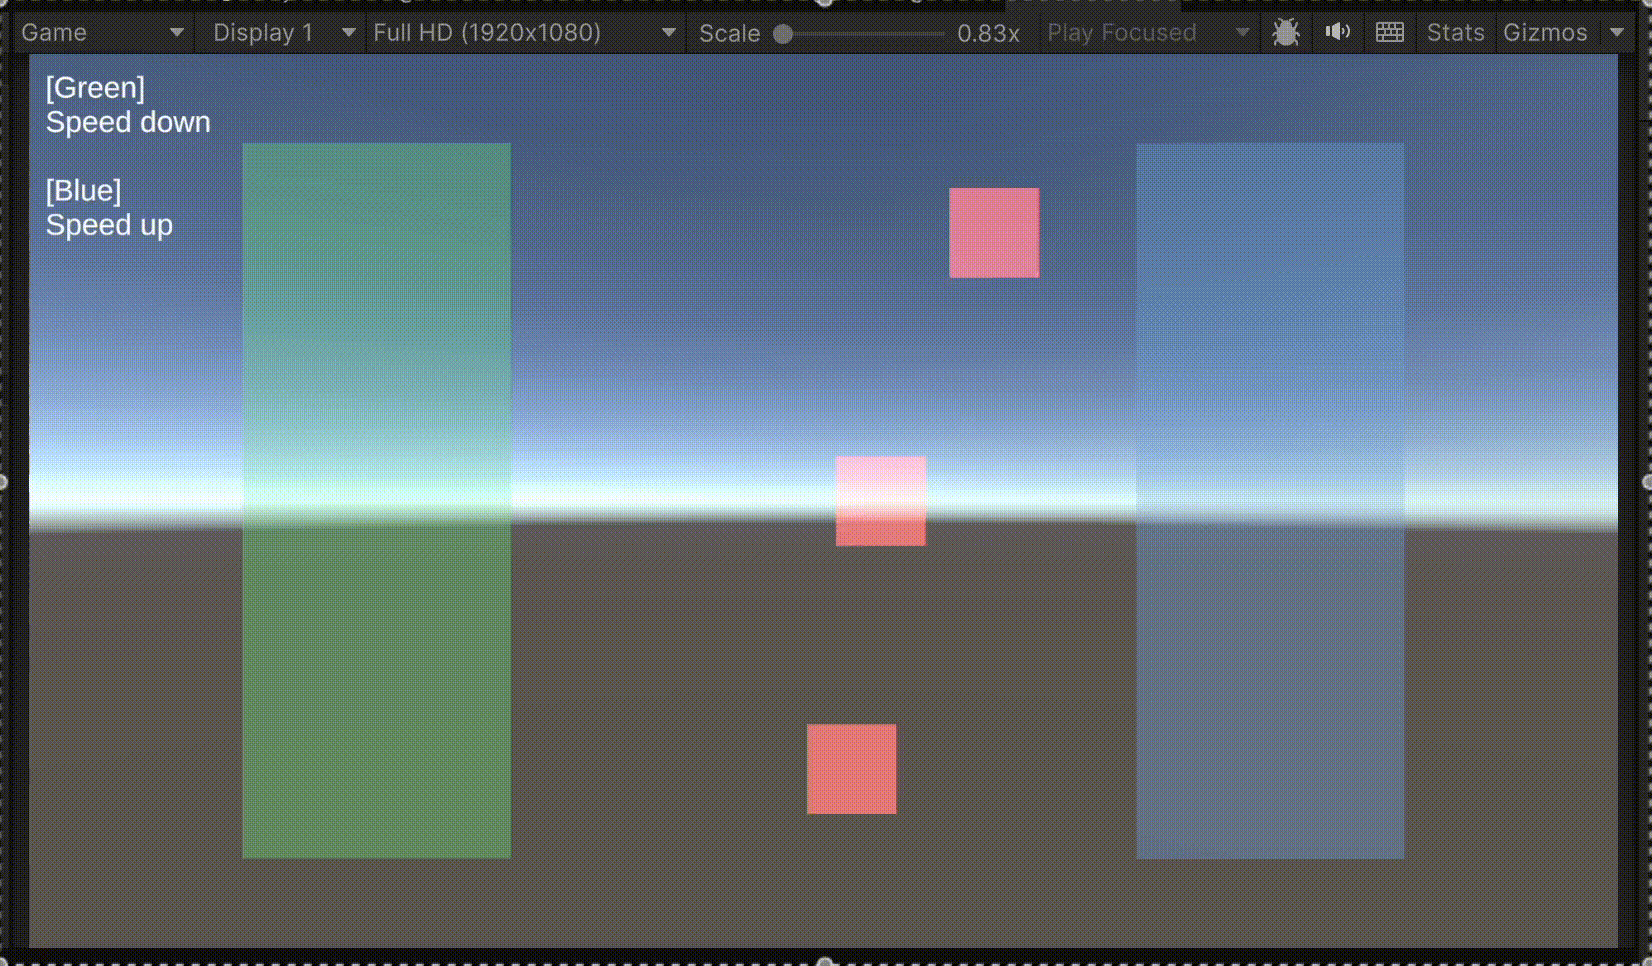 Game Display 1 Full HD (1920x1080) Scale 0.83x Play Focused Stats Gizmos
[Green]
Speed down
[Blue]
Speed up